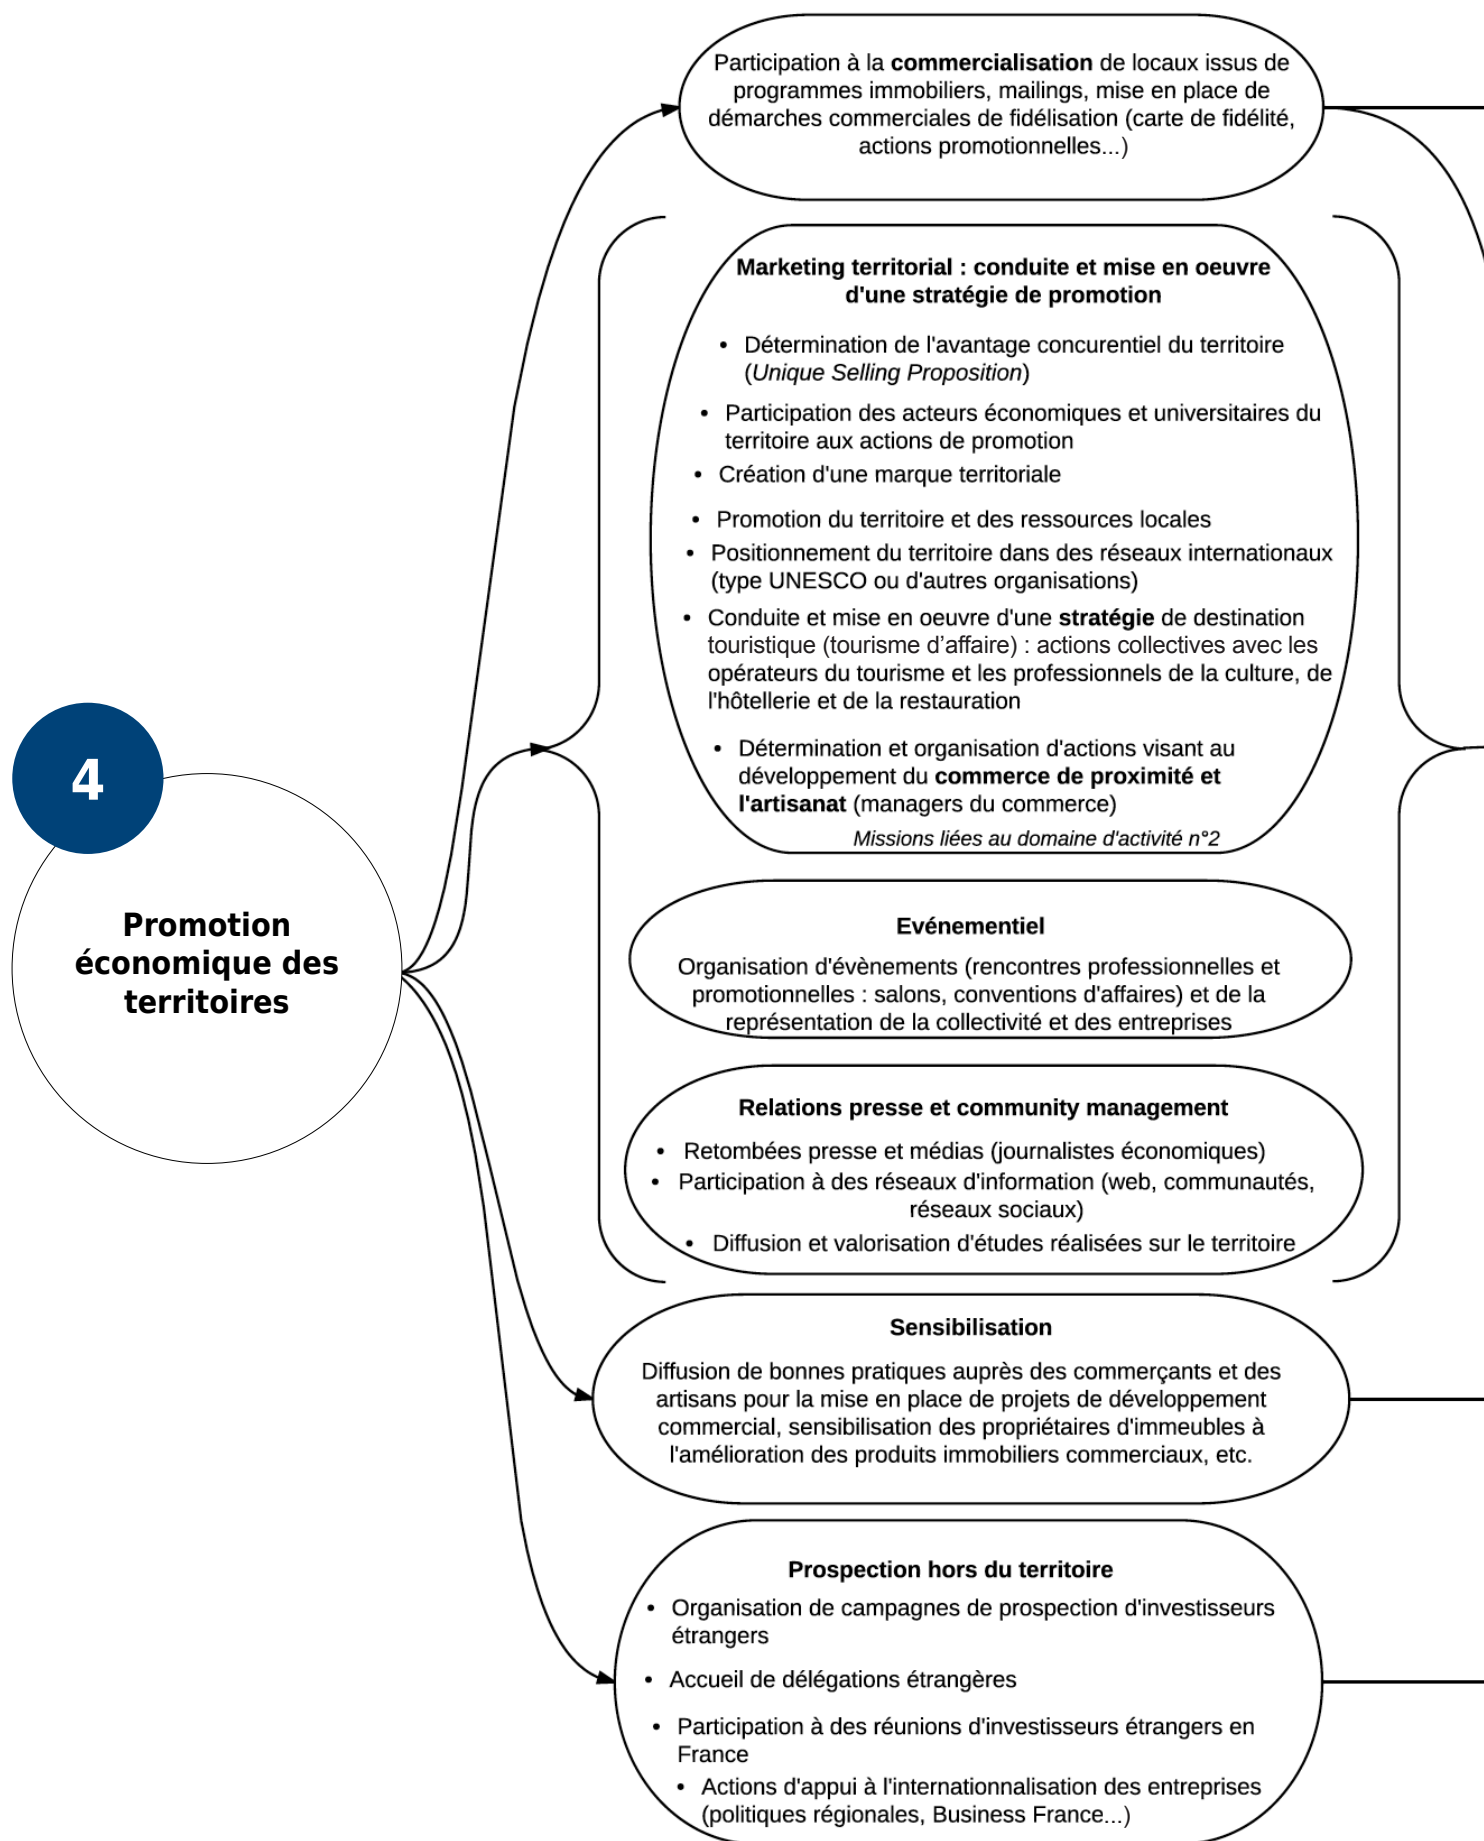 Participation à la commercialisation de locaux issus de
programmes immobiliers, mailings, mise en place de
démarches commerciales de fidélisation (carte de fidélité,
actions promotionnelles...)
Marketing territorial : conduite et mise en oeuvre
d'une stratégie de promotion
• Détermination de l'avantage concurentiel du territoire
(Unique Selling Proposition)
• Participation des acteurs économiques et universitaires du
territoire aux actions de promotion
• Création d'une marque territoriale
• Promotion du territoire et des ressources locales
• Positionnement du territoire dans des réseaux internationaux
(type UNESCO ou d'autres organisations)
• Conduite et mise en oeuvre d'une stratégie de destination
touristique (tourisme d’affaire) : actions collectives avec les
opérateurs du tourisme et les professionnels de la culture, de
l'hôtellerie et de la restauration
• Détermination et organisation d'actions visant au
développement du commerce de proximité et
l'artisanat (managers du commerce)
Missions liées au domaine d'activité n°2
4
Promotion
économique des
territoires
Evénementiel
Organisation d'évènements (rencontres professionnelles et
promotionnelles : salons, conventions d'affaires) et de la
représentation de la collectivité et des entreprises
Relations presse et community management
• Retombées presse et médias (journalistes économiques)
• Participation à des réseaux d'information (web, communautés,
réseaux sociaux)
• Diffusion et valorisation d'études réalisées sur le territoire
Sensibilisation
Diffusion de bonnes pratiques auprès des commerçants et des
artisans pour la mise en place de projets de développement
commercial, sensibilisation des propriétaires d'immeubles à
l'amélioration des produits immobiliers commerciaux, etc.
Prospection hors du territoire
• Organisation de campagnes de prospection d'investisseurs
étrangers
• Accueil de délégations étrangères
• Participation à des réunions d'investisseurs étrangers en
France
• Actions d'appui à l'internationnalisation des entreprises
(politiques régionales, Business France...)